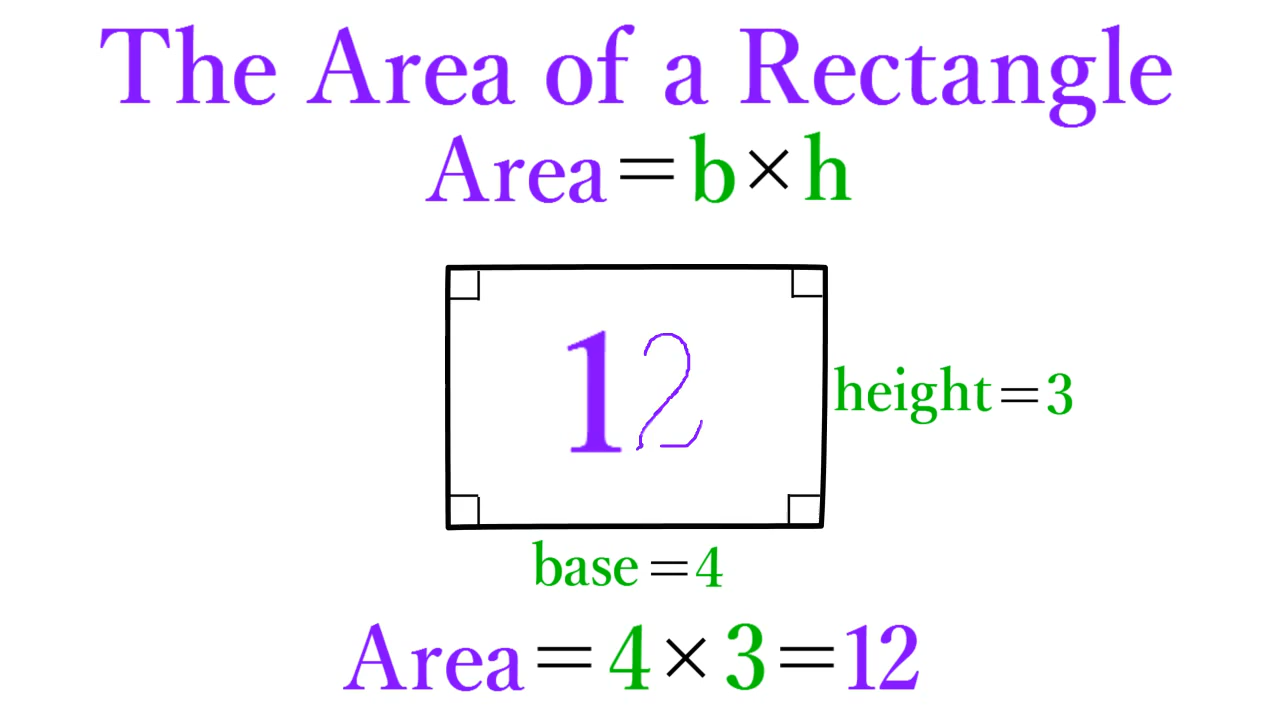 The Area of a Rectangle
Area = b × h
12
height = 3
base = 4
Area = 4 × 3 = 12